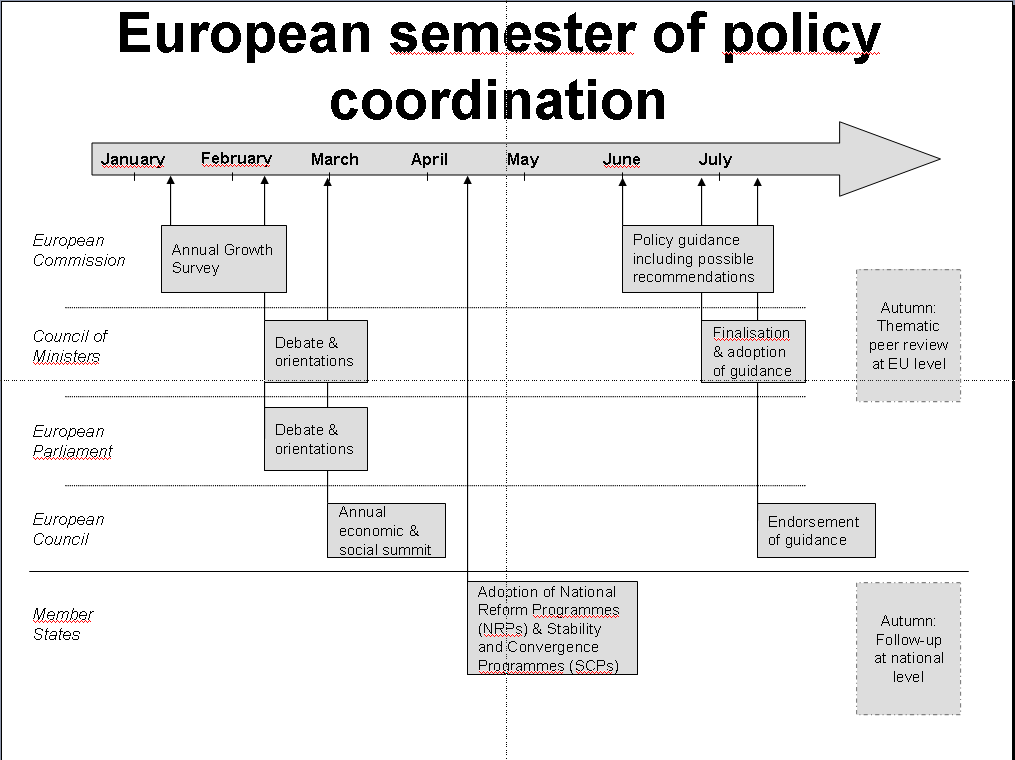 European semester of policy
coordination
January February March April May June July
European
Commission
Annual Growth
Survey
Policy guidance
including possible
recommendations
Council of
Ministers
Debate &
orientations
Finalisation
& adoption
of guidance
Autumn:
Thematic
peer review
at EU level
European
Parliament
Debate &
orientations
European
Council
Annual
economic &
social summit
Endorsement
of guidance
Member
States
Adoption of National
Reform Programmes
(NRPs) & Stability
and Convergence
Programmes (SCPs)
Autumn:
Follow-up
at national
level